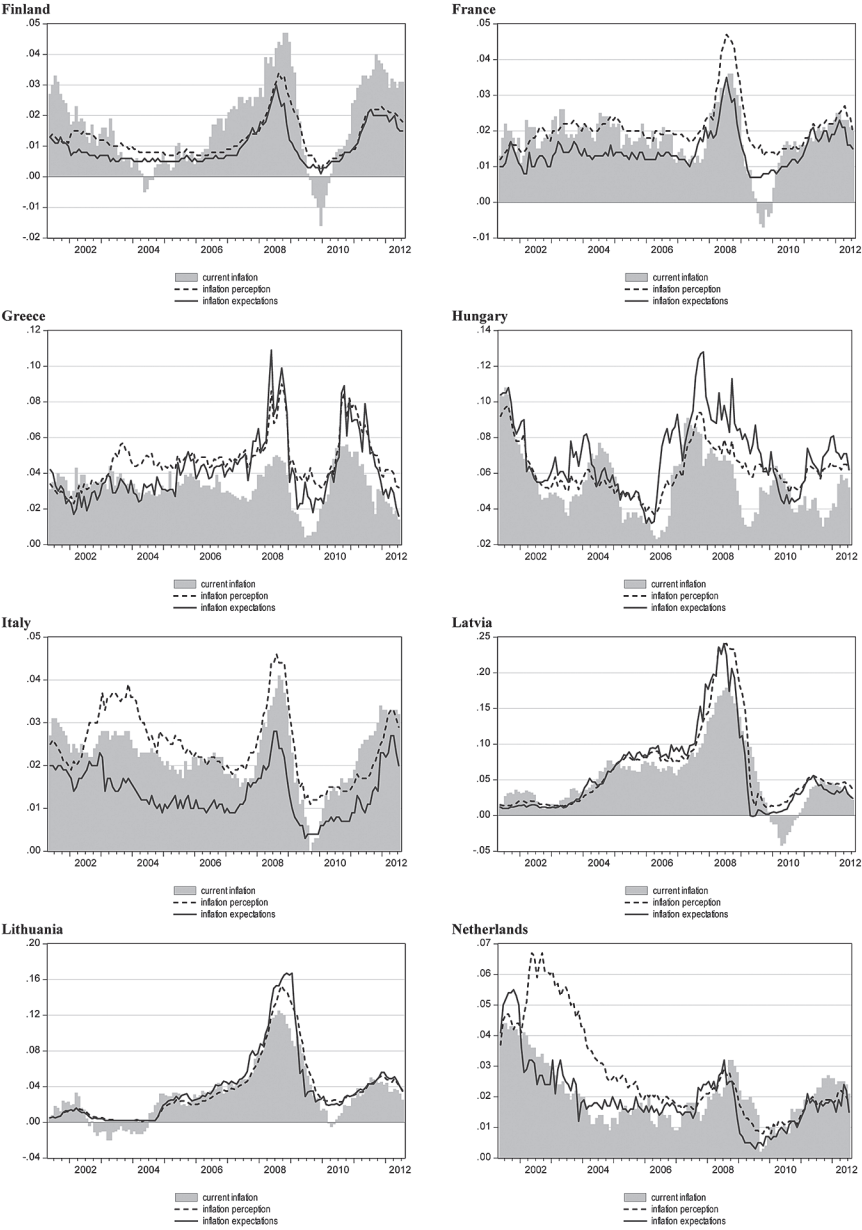 Finland
.05
.04
.03
.02
.01
.00
-.01
-.02
2002 2004 2006 2008 2010 2012
current inflation
inflation perception
inflation expectations
France
.05
.04
.03
.02
.01
.00
-.01
2002 2004 2006 2008 2010 2012
current inflation
inflation perception
inflation expectations
Greece
.12
.10
.08
.06
.04
.02
.00
2002 2004 2006 2008 2010 2012
current inflation
inflation perception
inflation expectations
Hungary
.14
.12
.10
.08
.06
.04
.02
2002 2004 2006 2008 2010 2012
current inflation
inflation perception
inflation expectations
Italy
.05
.04
.03
.02
.01
.00
2002 2004 2006 2008 2010 2012
current inflation
inflation perception
inflation expectations
Latvia
.25
.20
.15
.10
.05
.00
-.05
2002 2004 2006 2008 2010 2012
current inflation
inflation perception
inflation expectations
Lithuania
.20
.16
.12
.08
.04
.00
-.04
2002 2004 2006 2008 2010 2012
current inflation
inflation perception
inflation expectations
Netherlands
.07
.06
.05
.04
.03
.02
.01
.00
2002 2004 2006 2008 2010 2012
current inflation
inflation perception
inflation expectations